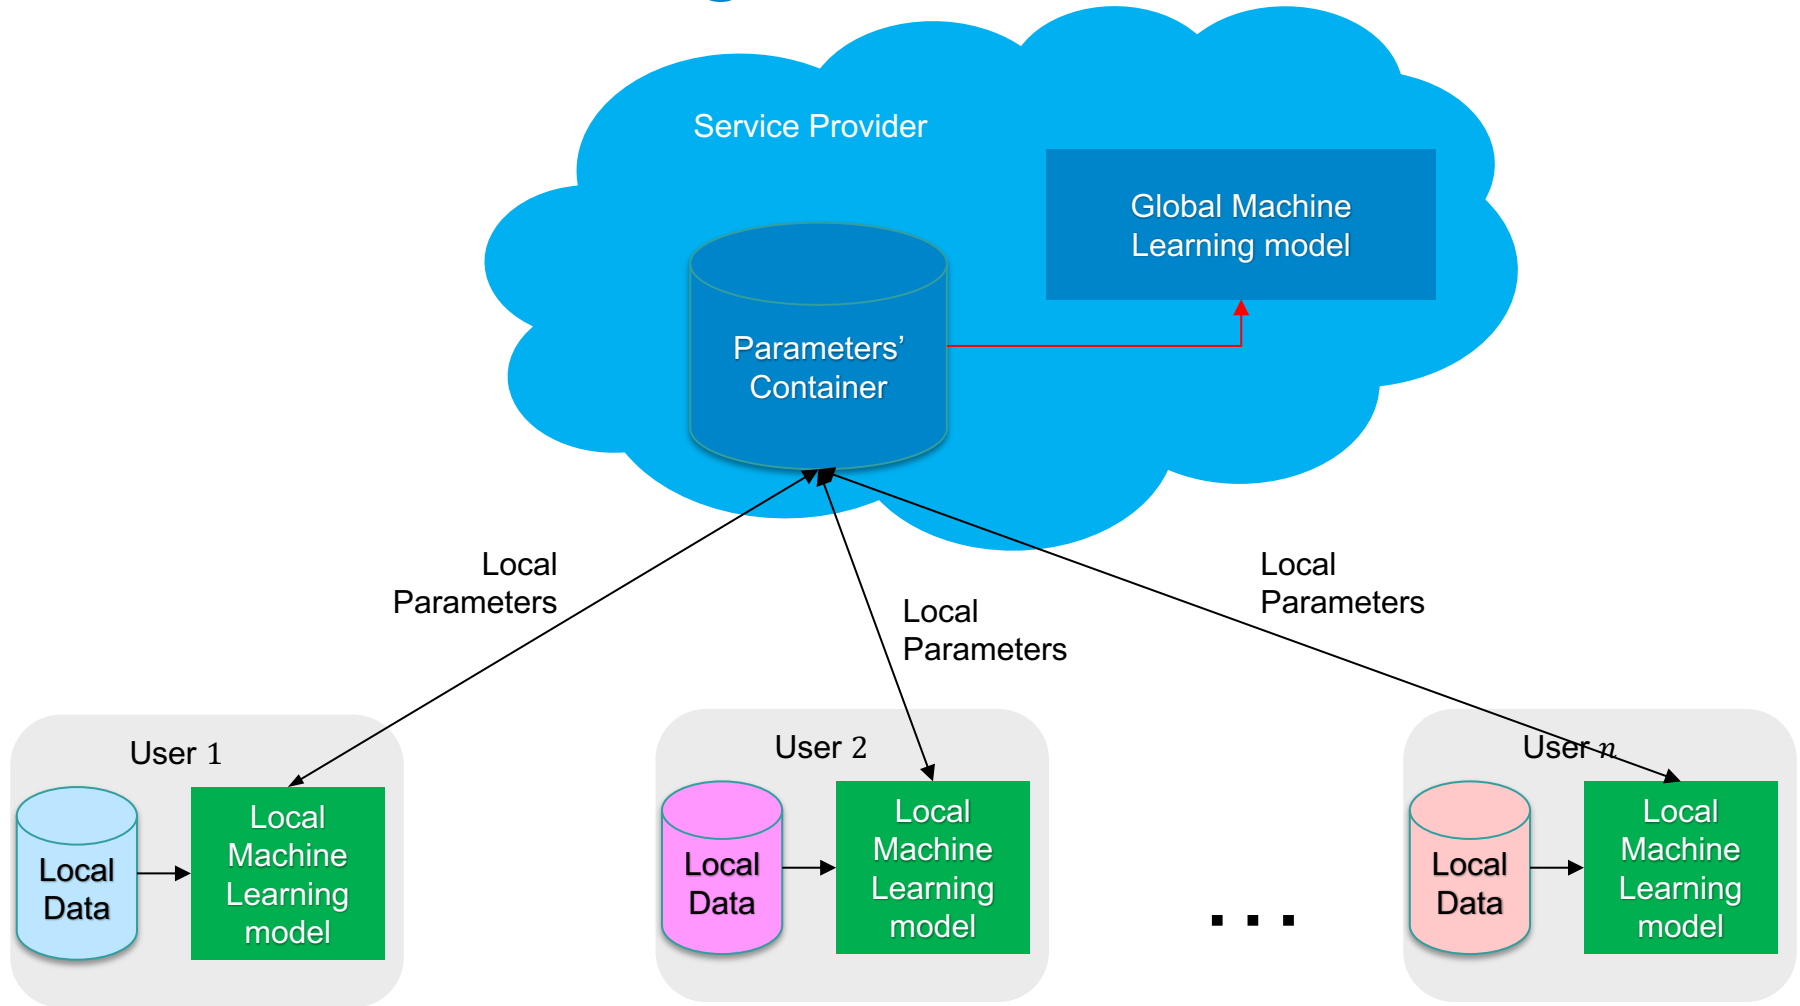 Service Provider
Global Machine
Learning model
Parameters’
Container
Local
Parameters
Local
Parameters
Local
Parameters
User 1
Local
Data
Local
Machine
Learning
model
User 2
Local
Data
Local
Machine
Learning
model
...
User n
Local
Data
Local
Machine
Learning
model